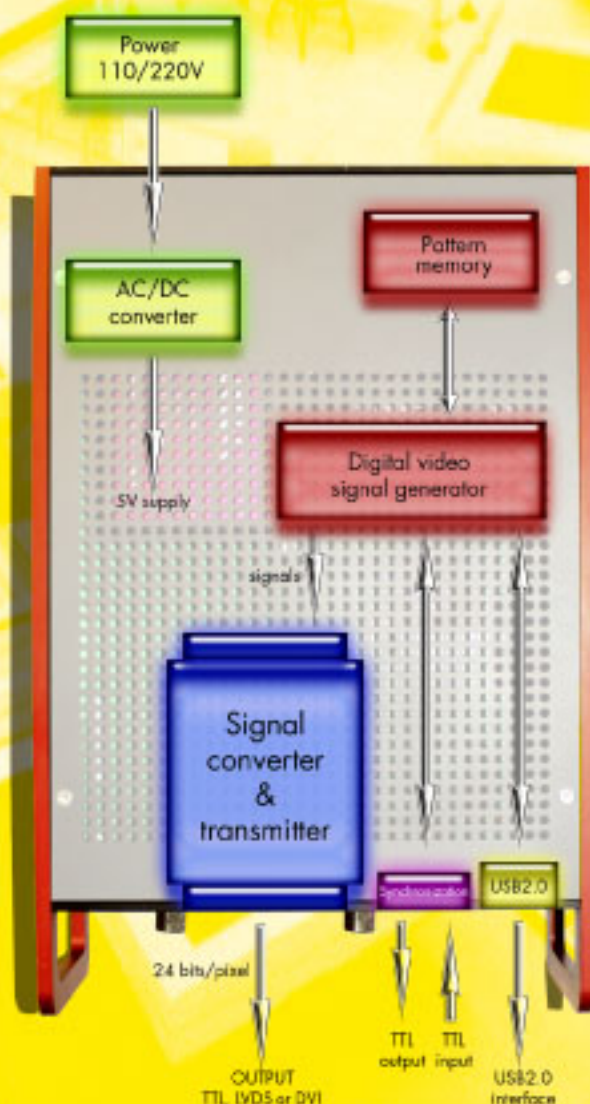 Power
110/220V
AC/DC
converter
Pattern
memory
Digital video
signal generator
5V supply
signals
Signal
converter
&
transmitter
Synchronization
USB2.0
24 bits/pixel
OUTPUT
TTL, LVDS or DVI
TTL
output
TTL
input
USB2.0
interface